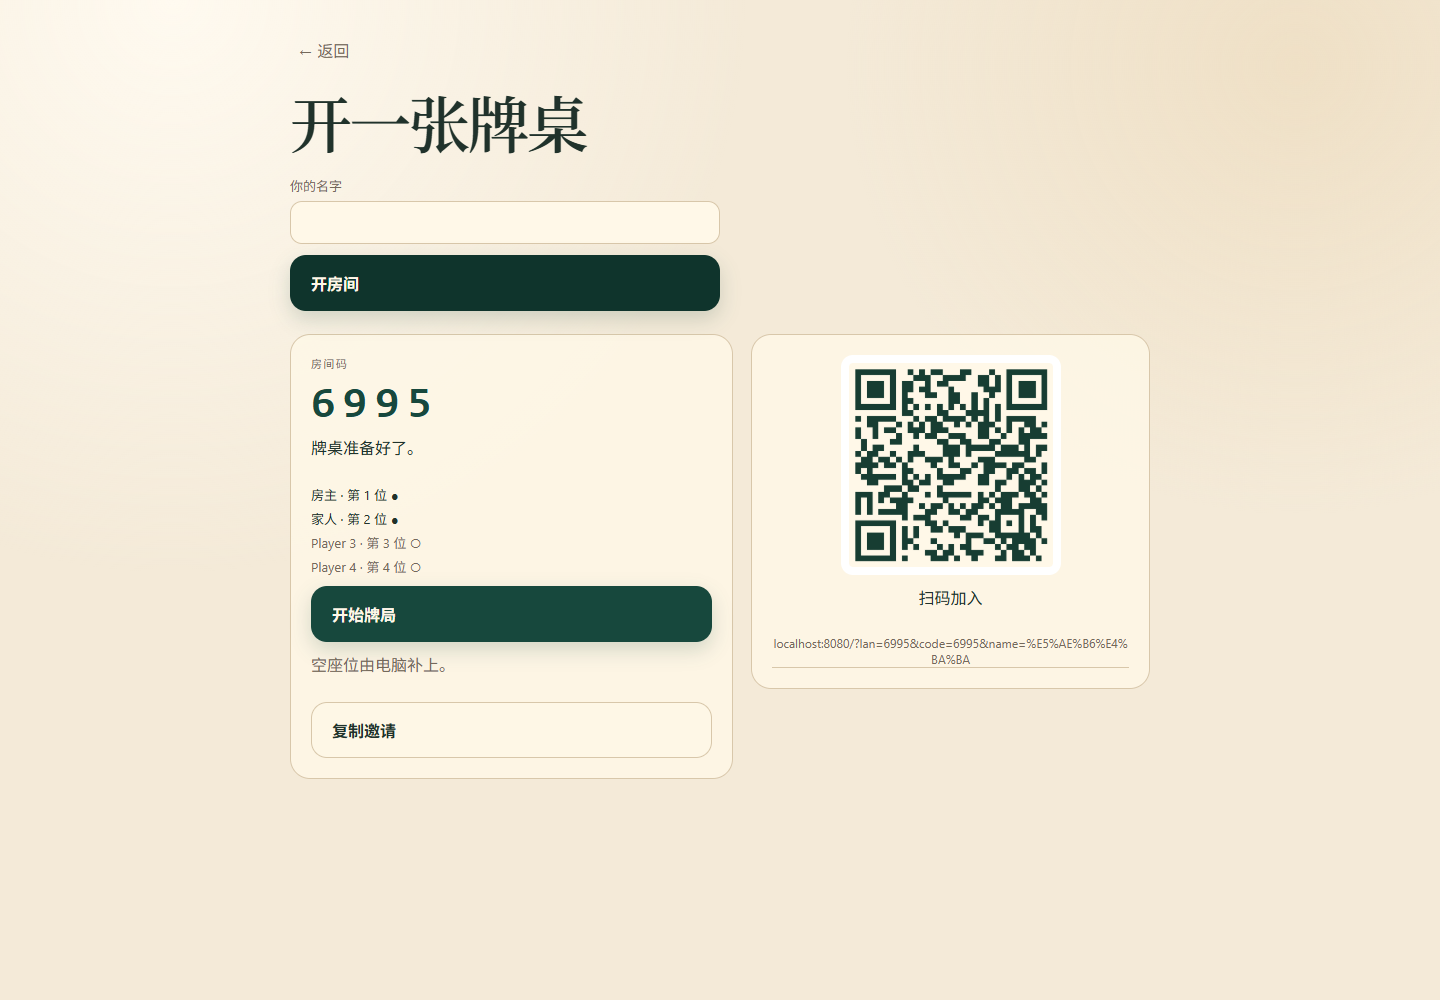 ← 返回
开一张牌桌
你的名字
开房间
房间码
6995
牌桌准备好了。
房主 · 第 1 位 ●
家人 · 第 2 位 ●
Player 3 · 第 3 位 ○
Player 4 · 第 4 位 ○
开始牌局
空座位由电脑补上。
复制邀请
扫码加入
localhost:8080/?lan=6995&code=6995&name=%E5%AE%B6%E4%
BA%BA